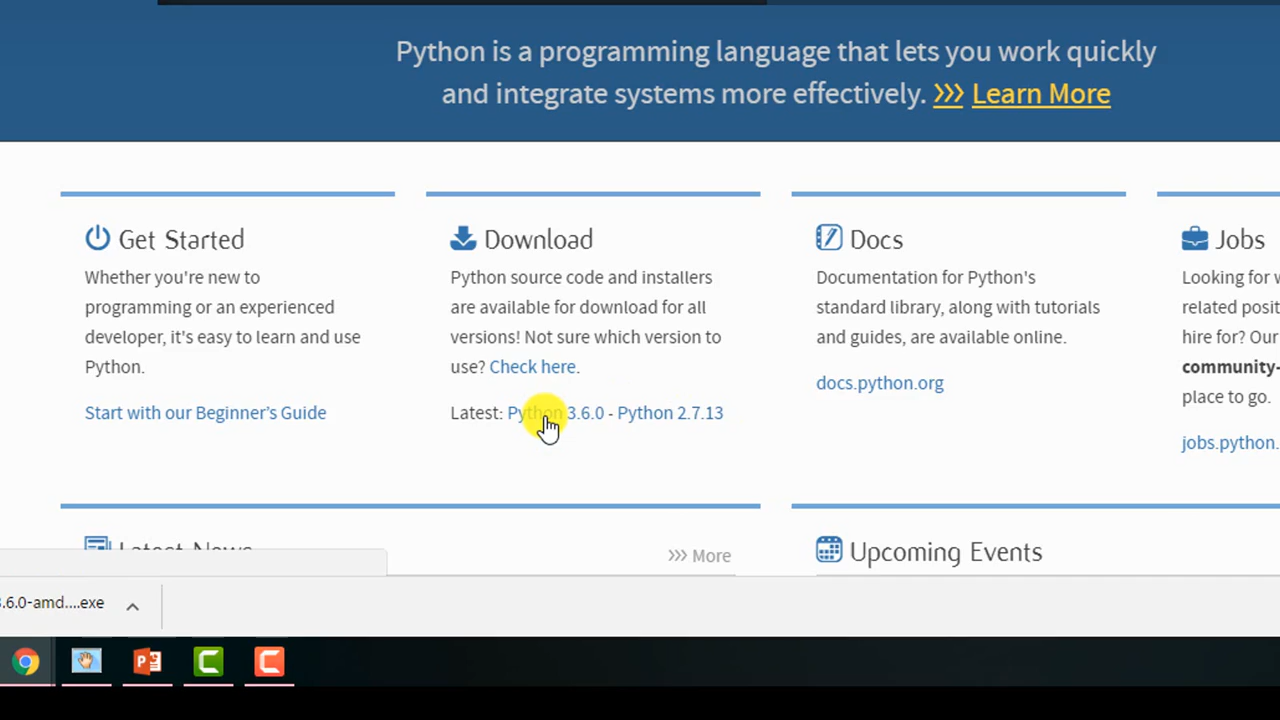 Python is a programming language that lets you work quickly
and integrate systems more effectively. >>> Learn More
Get Started
Whether you're new to
programming or an experienced
developer, it's easy to learn and use
Python.
Start with our Beginner's Guide
Download
Python source code and installers
are available for download for all
versions! Not sure which version to
use? Check here.
Latest: Python 3.6.0 - Python 2.7.13
Docs
Documentation for Python's
standard library, along with tutorials
and guides, are available online.
docs.python.org
Jobs
Looking for
related posit
hire for? Our
community-
place to go.
jobs.python.
Latest News
>>> More
Upcoming Events
3.6.0-amd....exe